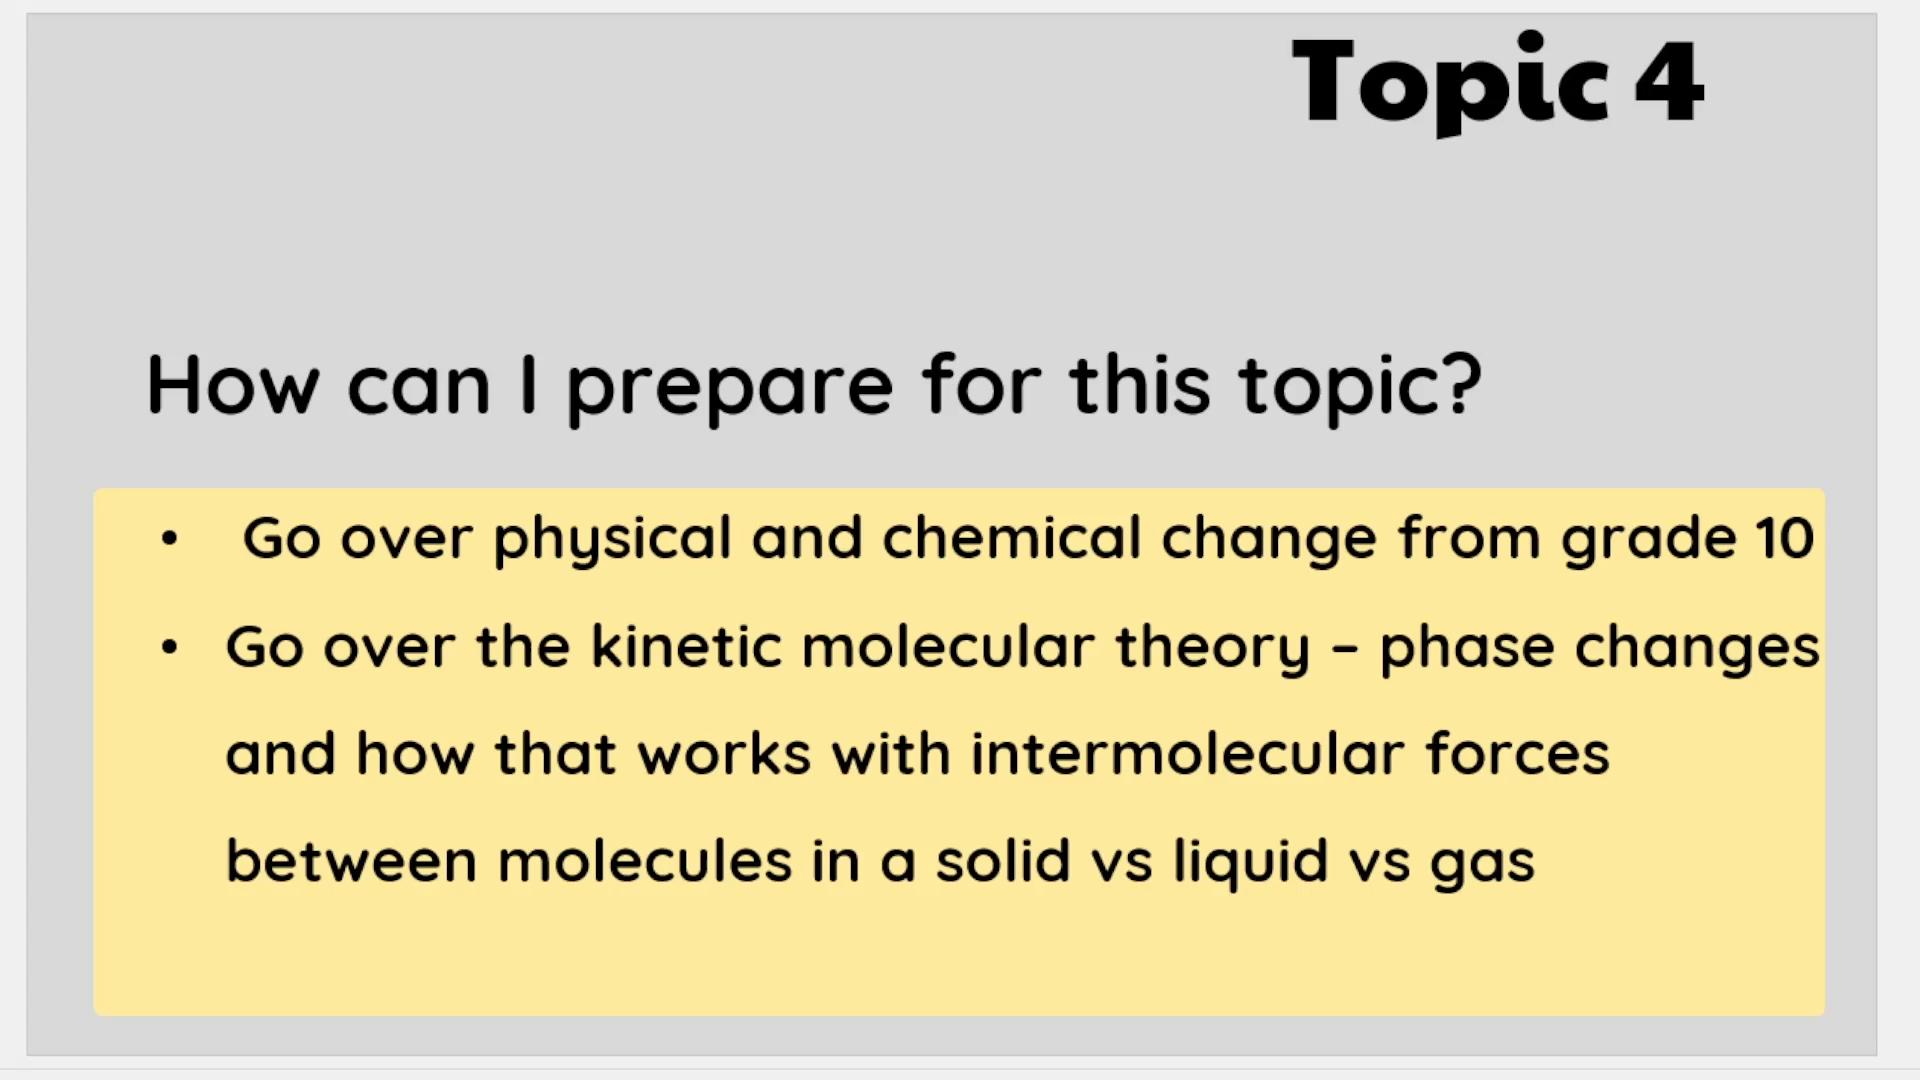 Topic 4
How can I prepare for this topic?
• Go over physical and chemical change from grade 10
• Go over the kinetic molecular theory – phase changes
and how that works with intermolecular forces
between molecules in a solid vs liquid vs gas